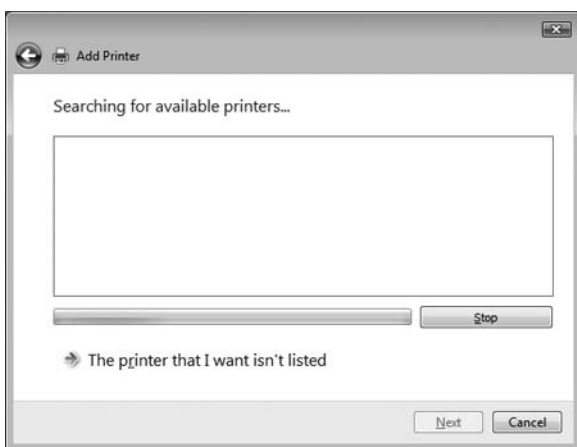 Add Printer
Searching for available printers...
Stop
The printer that I want isn't listed
Next
Cancel